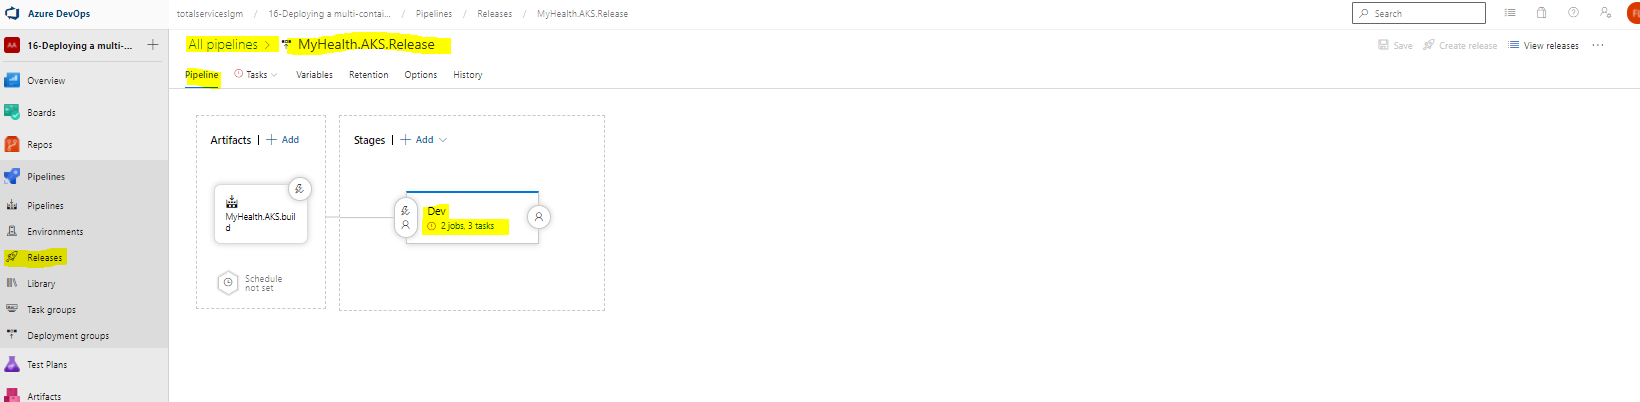 Azure DevOps
totalserviceslgm / 16-Deploying a multi-contai... / Pipelines / Releases / MyHealth.AKS.Release
Search
FL
AA 16-Deploying a multi-... +
All pipelines > MyHealth.AKS.Release
Save Create release View releases ...
Pipeline Tasks Variables Retention Options History
Overview
Boards
Repos
Pipelines
Pipelines
Environments
Releases
Library
Task groups
Deployment groups
Test Plans
Artifacts
Artifacts | + Add
MyHealth.AKS.buil
d
Schedule
not set
Stages | + Add
Dev
2 jobs, 3 tasks